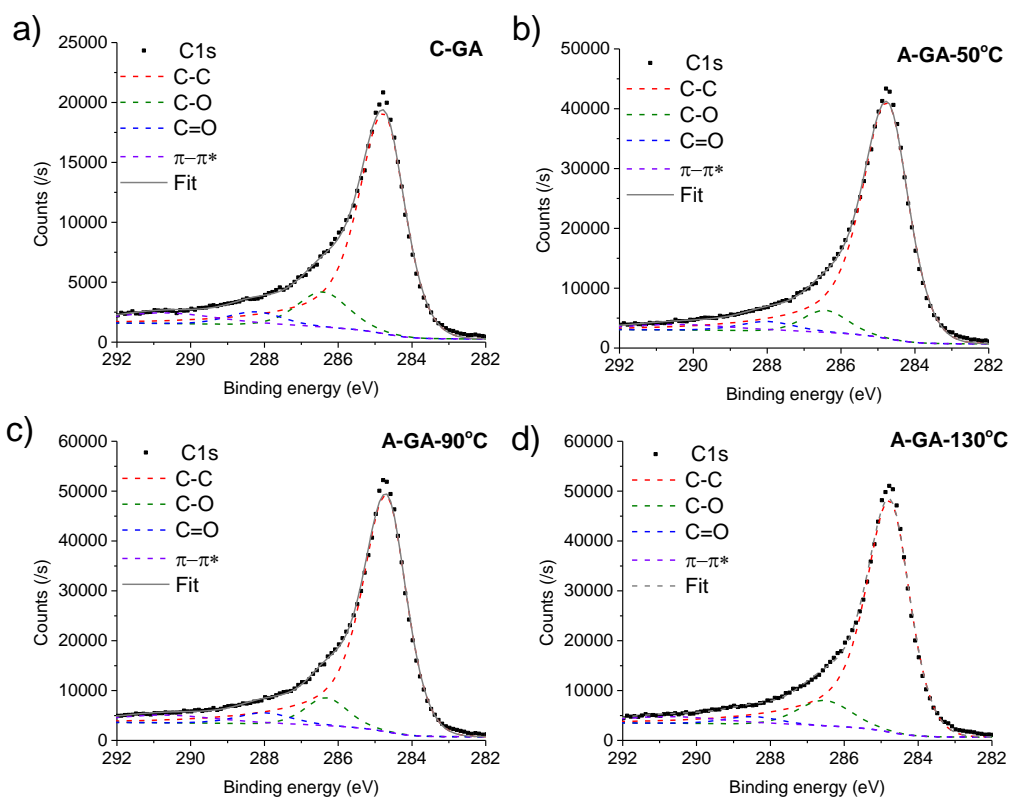 a)
C-GA
C1s
C-C
C-O
C=O
π−π*
Fit
25000
20000
15000
10000
5000
0
Counts (/s)
292 290 288 286 284 282
Binding energy (eV)
b)
A-GA-50°C
C1s
C-C
C-O
C=O
π−π*
Fit
50000
40000
30000
20000
10000
0
Counts (/s)
292 290 288 286 284 282
Binding energy (eV)
c)
A-GA-90°C
C1s
C-C
C-O
C=O
π−π*
Fit
60000
50000
40000
30000
20000
10000
0
Counts (/s)
292 290 288 286 284 282
Binding energy (eV)
d)
A-GA-130°C
C1s
C-C
C-O
C=O
π−π*
Fit
60000
50000
40000
30000
20000
10000
0
Counts (/s)
292 290 288 286 284 282
Binding energy (eV)